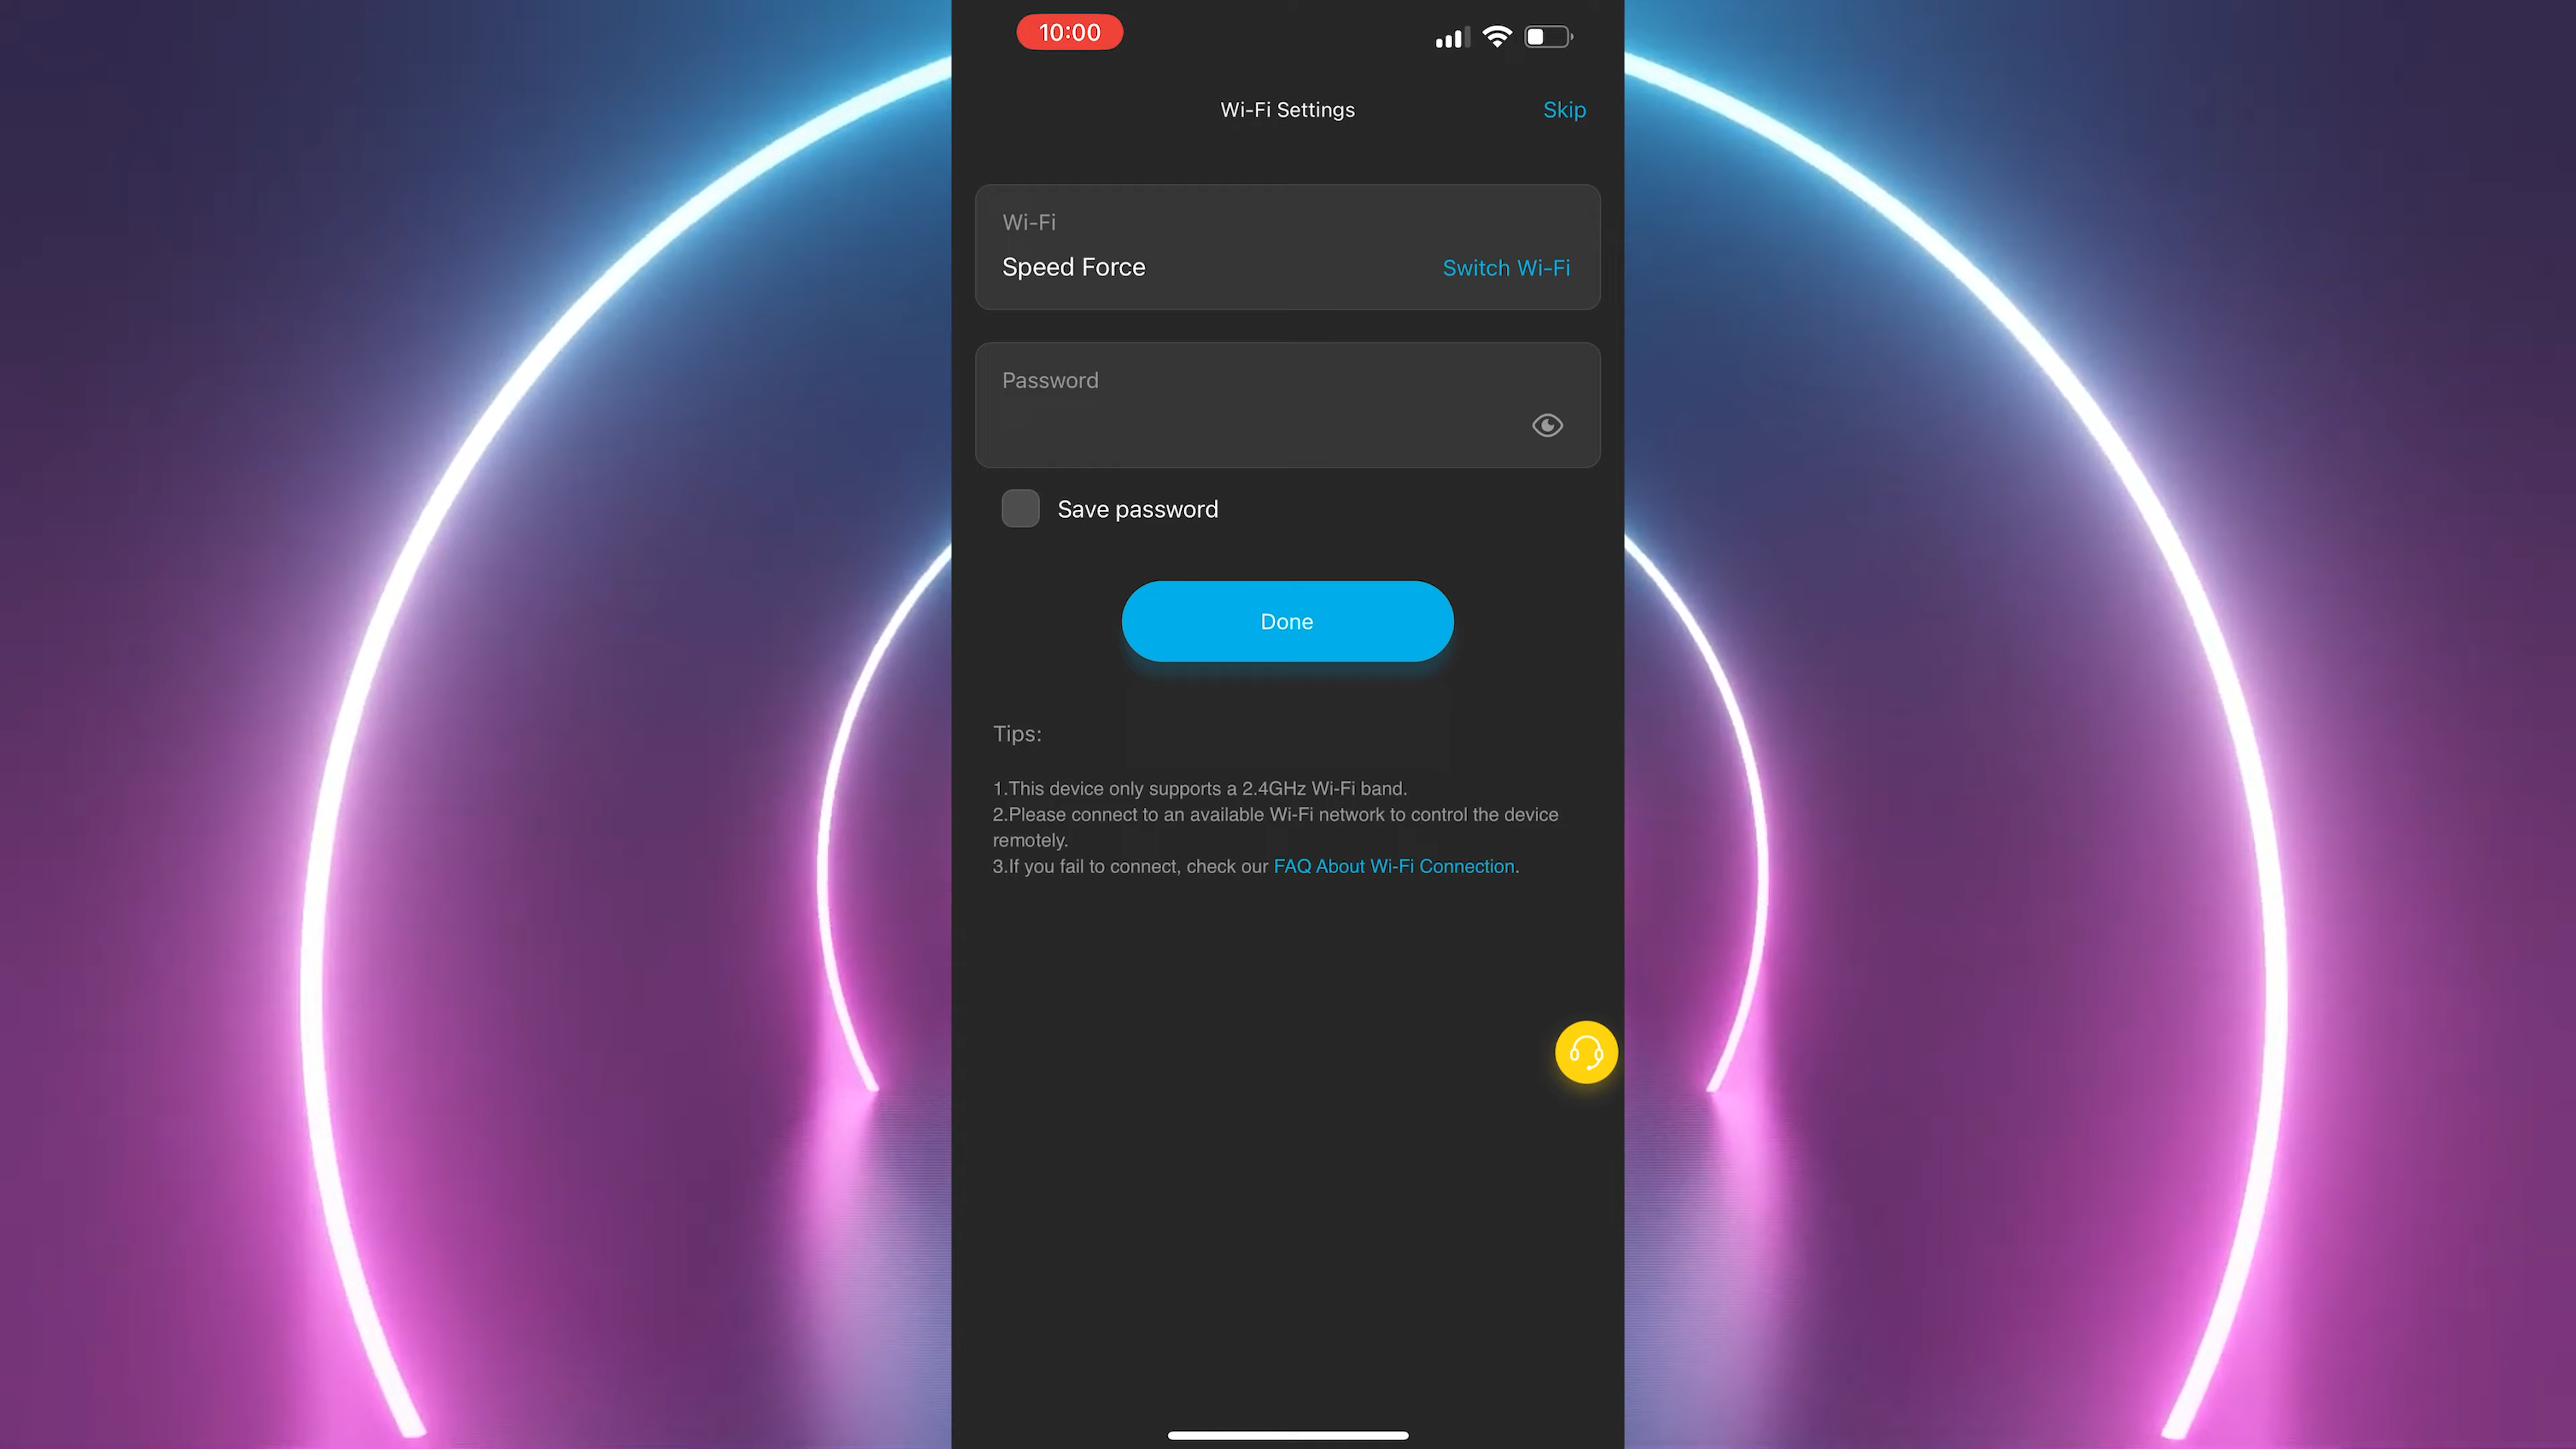 10:00
Wi-Fi Settings
Skip
Wi-Fi
Speed Force
Switch Wi-Fi
Password
Save password
Done
Tips:
1.This device only supports a 2.4GHz Wi-Fi band.
2.Please connect to an available Wi-Fi network to control the device
remotely.
3.If you fail to connect, check our FAQ About Wi-Fi Connection.